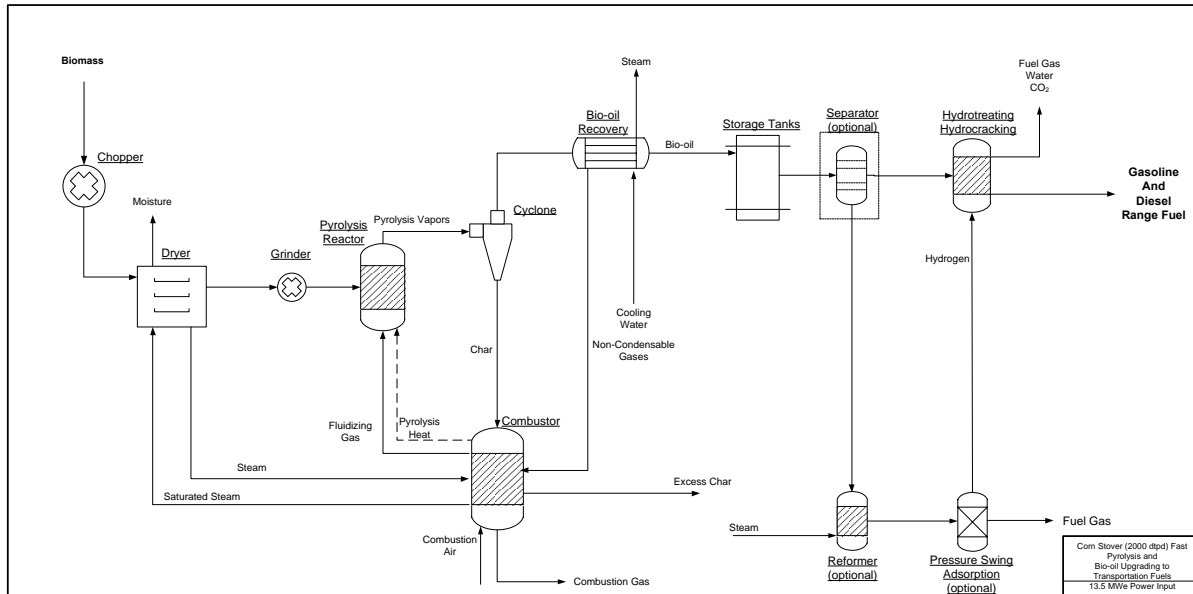 Biomass
Chopper
Moisture
Dryer
Grinder
Pyrolysis
Reactor
Pyrolysis Vapors
Cyclone
Bio-oil
Recovery
Steam
Bio-oil
Storage Tanks
Separator
(optional)
Hydrotreating
Hydrocracking
Fuel Gas
Water
CO₂
Gasoline
And
Diesel
Range Fuel
Hydrogen
Cooling
Water
Non-Condensable
Gases
Char
Combustor
Fluidizing
Gas
Pyrolysis
Heat
Steam
Saturated Steam
Excess Char
Combustion
Air
Combustion Gas
Steam
Reformer
(optional)
Pressure Swing
Adsorption
(optional)
Fuel Gas
Corn Stover (2000 dtpd) Fast
Pyrolysis and
Bio-oil Upgrading to
Transportation Fuels
13.5 MWe Power Input